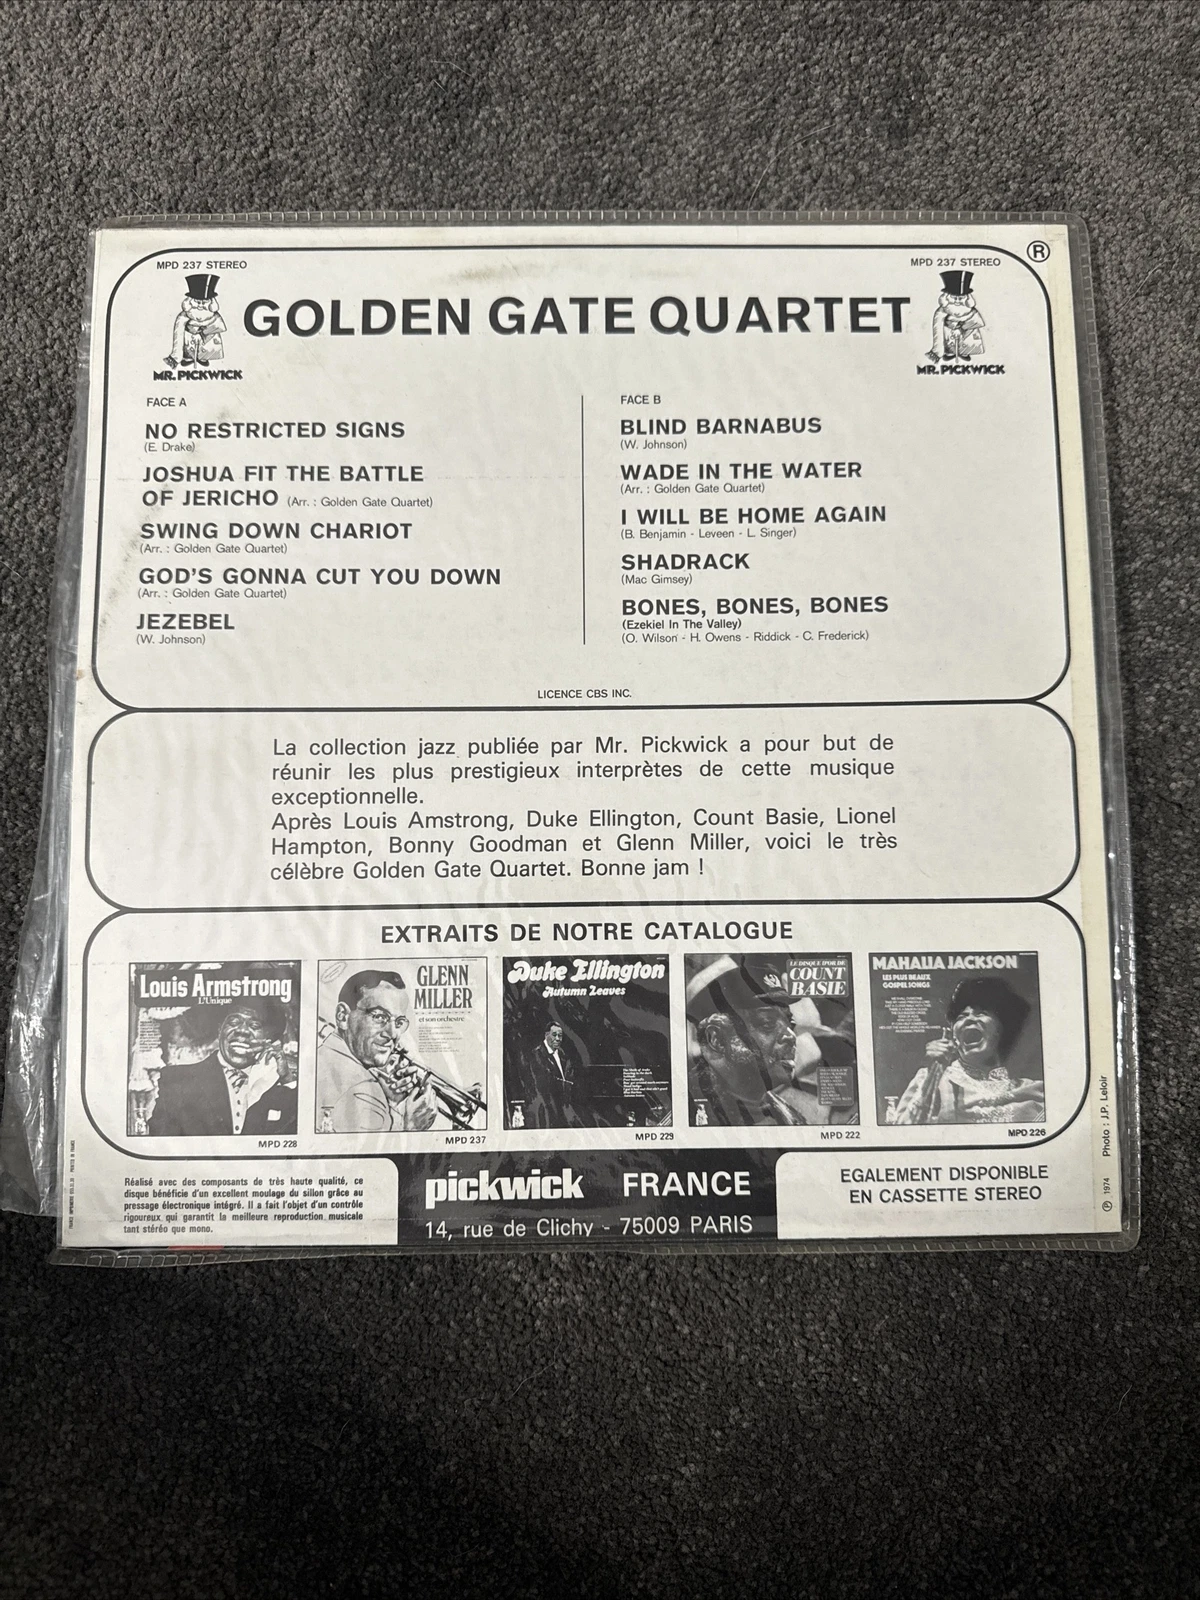 MPD 237 STEREO
MPD 237 STEREO
®
GOLDEN GATE QUARTET
MR. PICKWICK
MR. PICKWICK
FACE A
NO RESTRICTED SIGNS
(E. Drake)
JOSHUA FIT THE BATTLE
OF JERICHO (Arr. : Golden Gate Quartet)
SWING DOWN CHARIOT
(Arr. : Golden Gate Quartet)
GOD'S GONNA CUT YOU DOWN
(Arr. : Golden Gate Quartet)
JEZEBEL
(W. Johnson)
FACE B
BLIND BARNABUS
(W. Johnson)
WADE IN THE WATER
(Arr. : Golden Gate Quartet)
I WILL BE HOME AGAIN
(B. Benjamin - Leveen - L. Singer)
SHADRACK
(Mac Gimsey)
BONES, BONES, BONES
(Ezekiel In The Valley)
(O. Wilson - H. Owens - Riddick - C. Frederick)
LICENCE CBS INC.
La collection jazz publiée par Mr. Pickwick a pour but de
réunir les plus prestigieux interprètes de cette musique
exceptionnelle.
Après Louis Amstrong, Duke Ellington, Count Basie, Lionel
Hampton, Bonny Goodman et Glenn Miller, voici le très
célèbre Golden Gate Quartet. Bonne jam !
EXTRAITS DE NOTRE CATALOGUE
Louis Armstrong
L'Unique
MPD 228
GLENN
MILLER
et son orchestre
MPD 237
Duke Ellington
Autumn Leaves
MPD 229
LE DISQUE D'OR DE
COUNT
BASIE
MPD 222
MAHALIA JACKSON
LES PLUS BEAUX
GOSPEL SONGS
MPD 226
Réalisé avec des composants de très haute qualité, ce
disque bénéficie d'un excellent moulage du sillon grâce au
pressage électronique intégré. Il a fait l'objet d'un contrôle
rigoureux qui garantit la meilleure reproduction musicale
tant stéréo que mono.
pickwick FRANCE
14, rue de Clichy - 75009 PARIS
EGALEMENT DISPONIBLE
EN CASSETTE STEREO
℗ 1974 Photo : J.P. Leloir